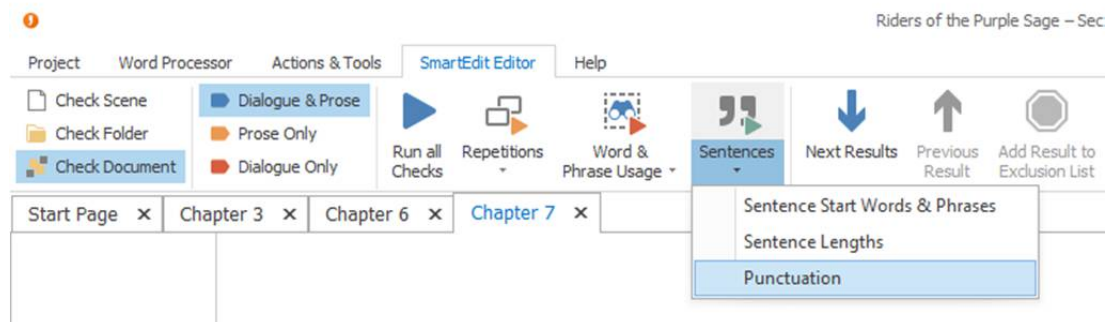 Riders of the Purple Sage – Sec
Project Word Processor Actions & Tools SmartEdit Editor Help
Check Scene
Check Folder
Check Document
Dialogue & Prose
Prose Only
Dialogue Only
Run all
Checks
Repetitions
Word &
Phrase Usage
Sentences
Next Results
Previous
Result
Add Result to
Exclusion List
Start Page Chapter 3 Chapter 6 Chapter 7
Sentence Start Words & Phrases
Sentence Lengths
Punctuation